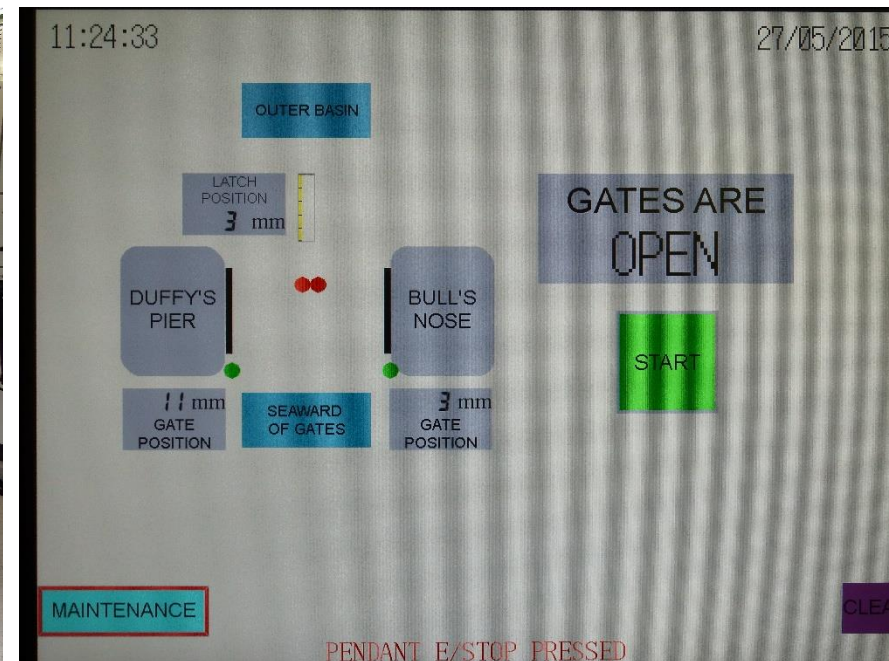 11:24:33
27/05/2015
OUTER BASIN
LATCH
POSITION
3 mm
GATES ARE
OPEN
DUFFY'S
PIER
BULL'S
NOSE
START
11 mm
GATE
POSITION
SEAWARD
OF GATES
3 mm
GATE
POSITION
MAINTENANCE
CLEA
PENDANT E/STOP PRESSED